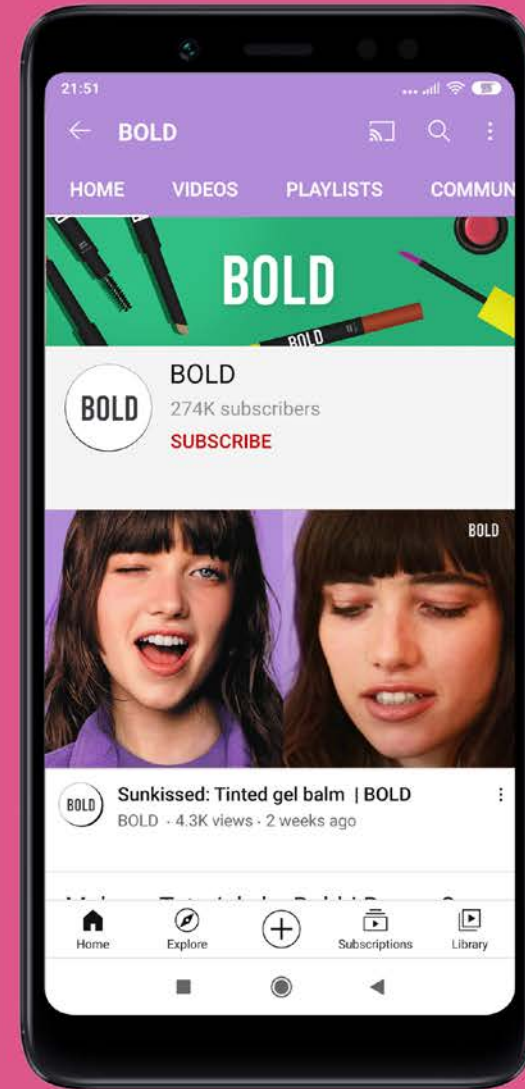 21:51
BOLD
HOME VIDEOS PLAYLISTS COMMUN
BOLD
BOLD
BOLD
BOLD
274K subscribers
SUBSCRIBE
BOLD
BOLD
Sunkissed: Tinted gel balm | BOLD
BOLD · 4.3K views · 2 weeks ago
Home Explore Subscriptions Library